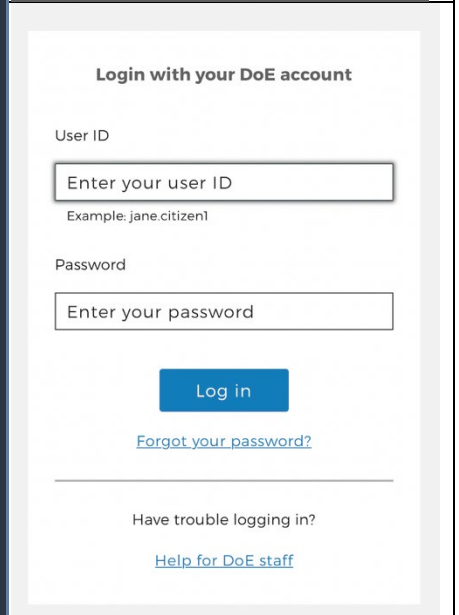 Login with your DoE account
User ID
Enter your user ID
Example: jane.citizen1
Password
Enter your password
Log in
Forgot your password?
Have trouble logging in?
Help for DoE staff